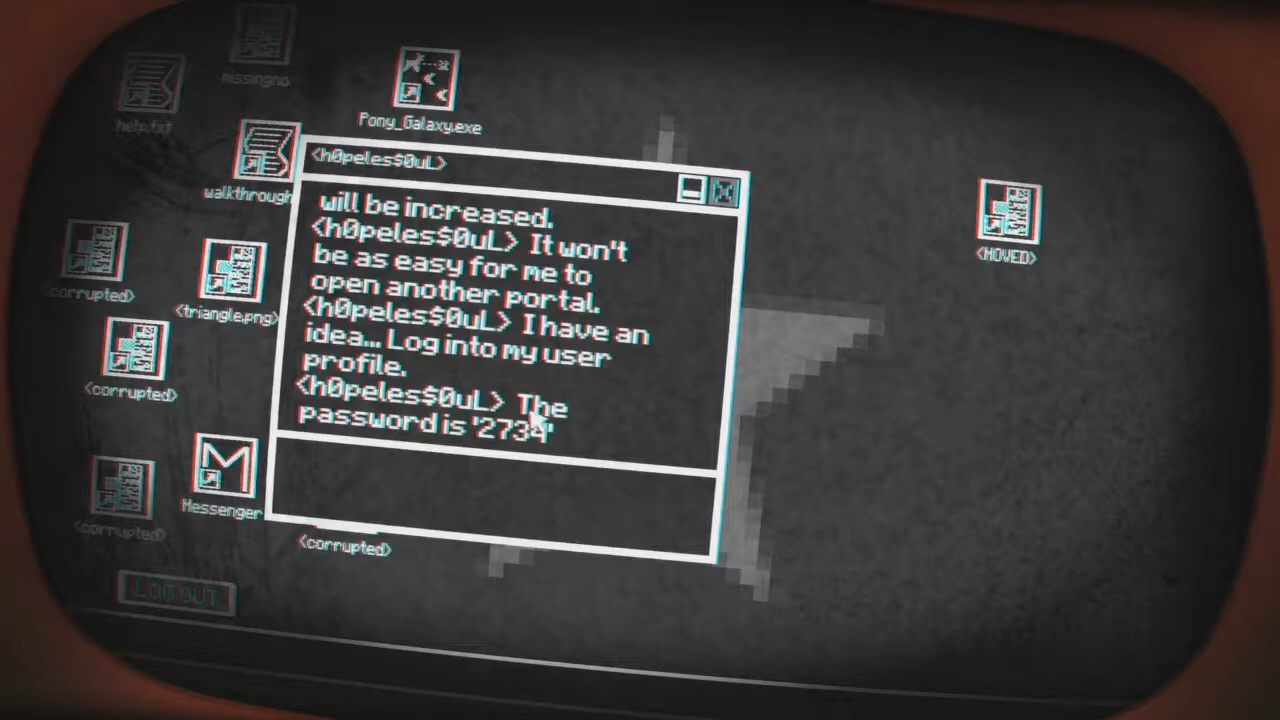 missingno
help.txt
Pony_Galaxy.exe
walkthrough
<h0peles$0uL>
will be increased.
<h0peles$0uL> It won't
be as easy for me to
open another portal.
<h0peles$0uL> I have an
idea... Log into my user
profile.
<h0peles$0uL> The
password is '2734'
<MOVED>
<corrupted>
<triangle.png>
<corrupted>
M
Messenger
<corrupted>
<corrupted>
LOG OUT